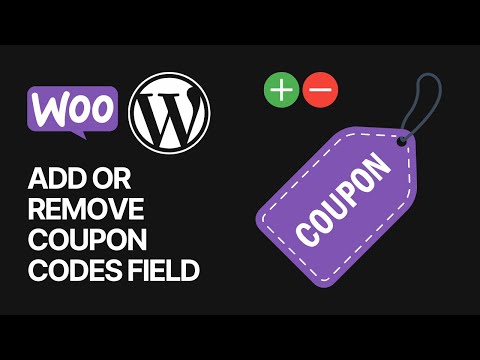 WOO
ADD OR
REMOVE
COUPON
CODES FIELD
COUPON